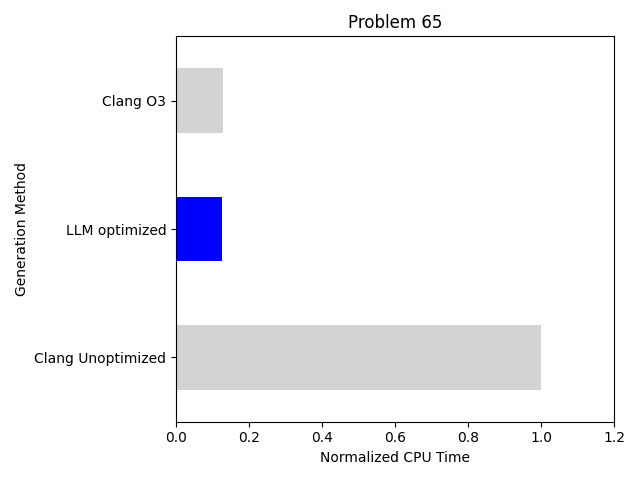 Problem 65
Clang O3
LLM optimized
Clang Unoptimized
Generation Method
0.0 0.2 0.4 0.6 0.8 1.0 1.2
Normalized CPU Time